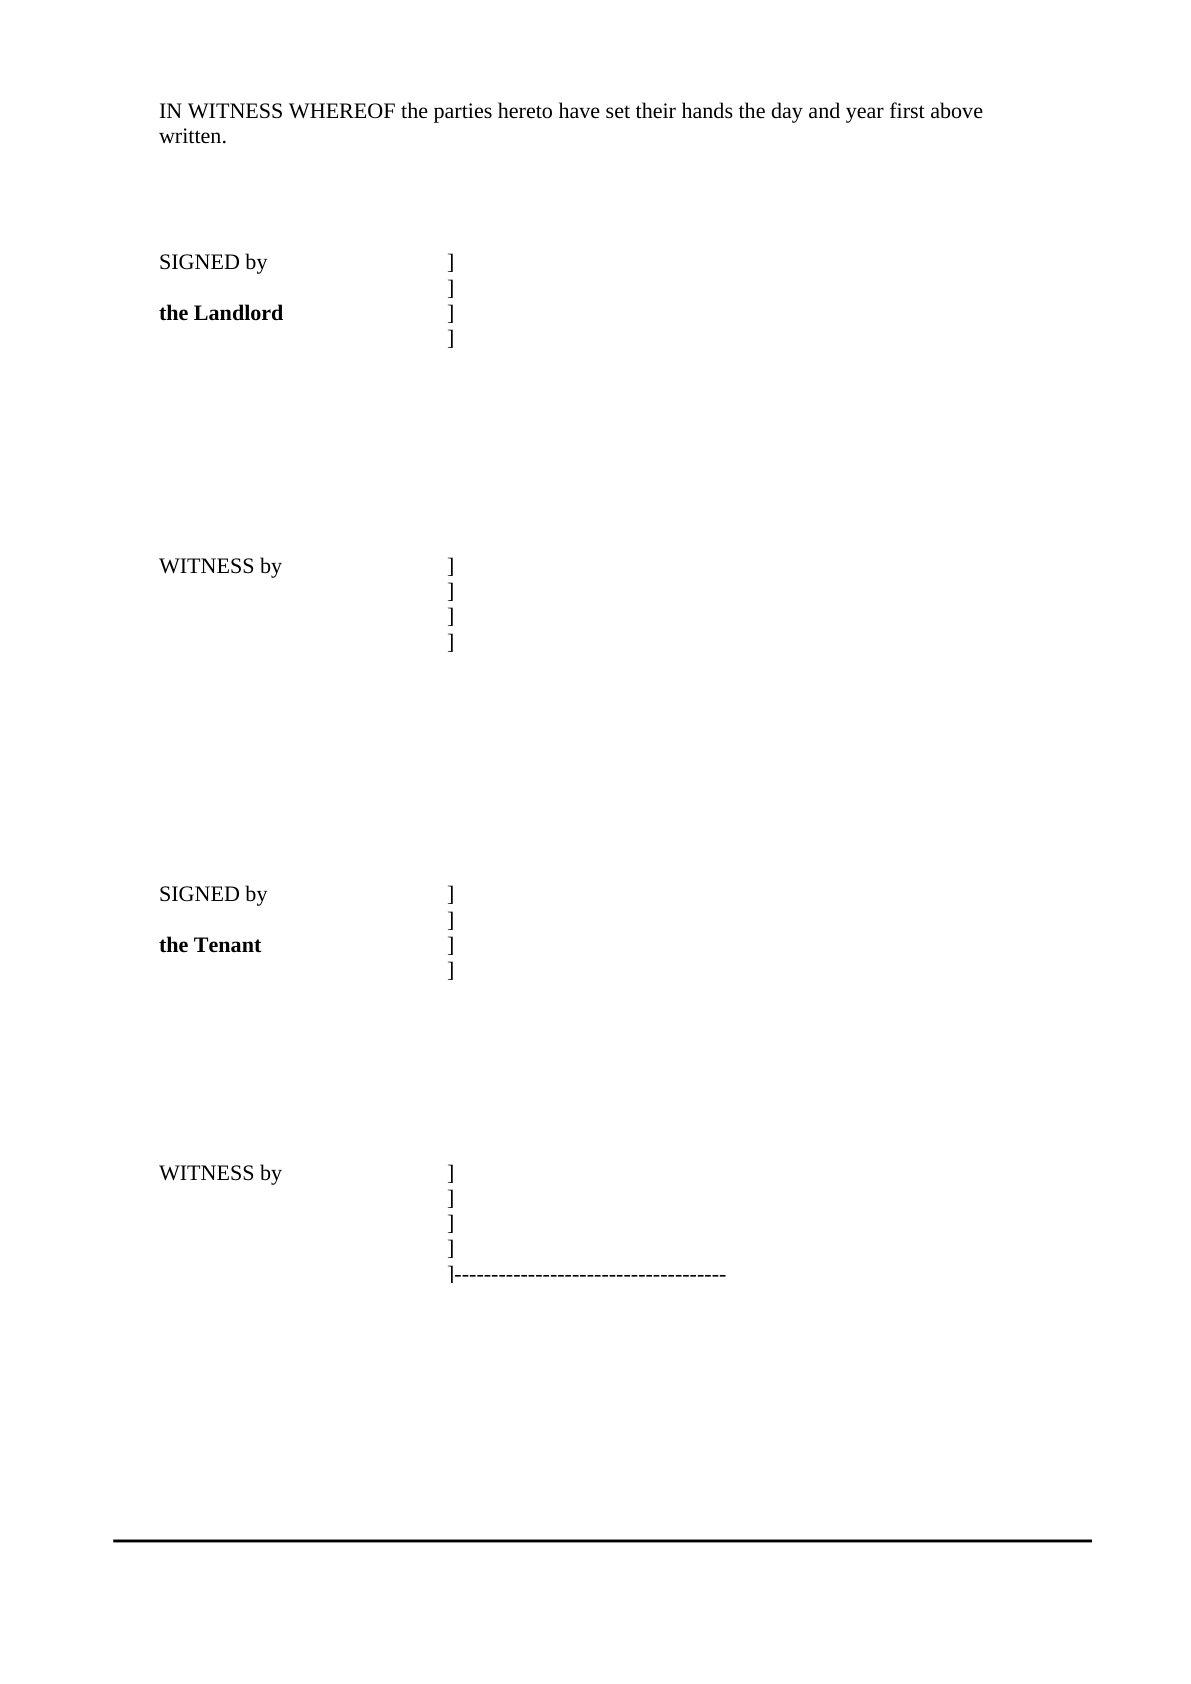 IN WITNESS WHEREOF the parties hereto have set their hands the day and year first above
written.
SIGNED by ]
]
the Landlord ]
]
WITNESS by ]
]
]
]
SIGNED by ]
]
the Tenant ]
]
WITNESS by ]
]
]
]
]-------------------------------------